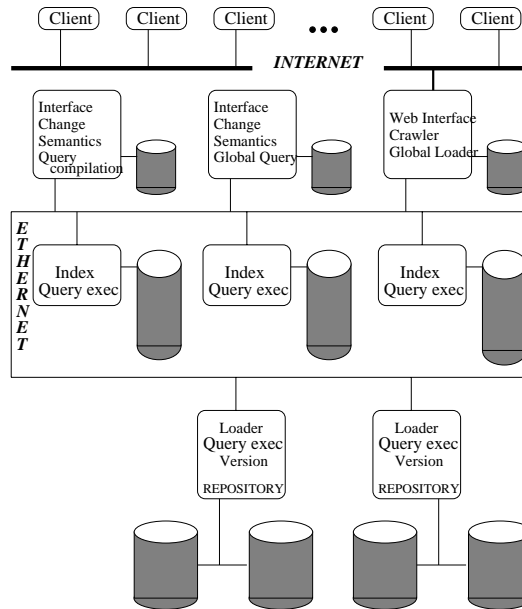 Client
Client
Client
•••
Client
Client
INTERNET
Interface
Change
Semantics
Query
compilation
Interface
Change
Semantics
Global Query
Web Interface
Crawler
Global Loader
ETHERNET
Index
Query exec
Index
Query exec
Index
Query exec
Loader
Query exec
Version
REPOSITORY
Loader
Query exec
Version
REPOSITORY